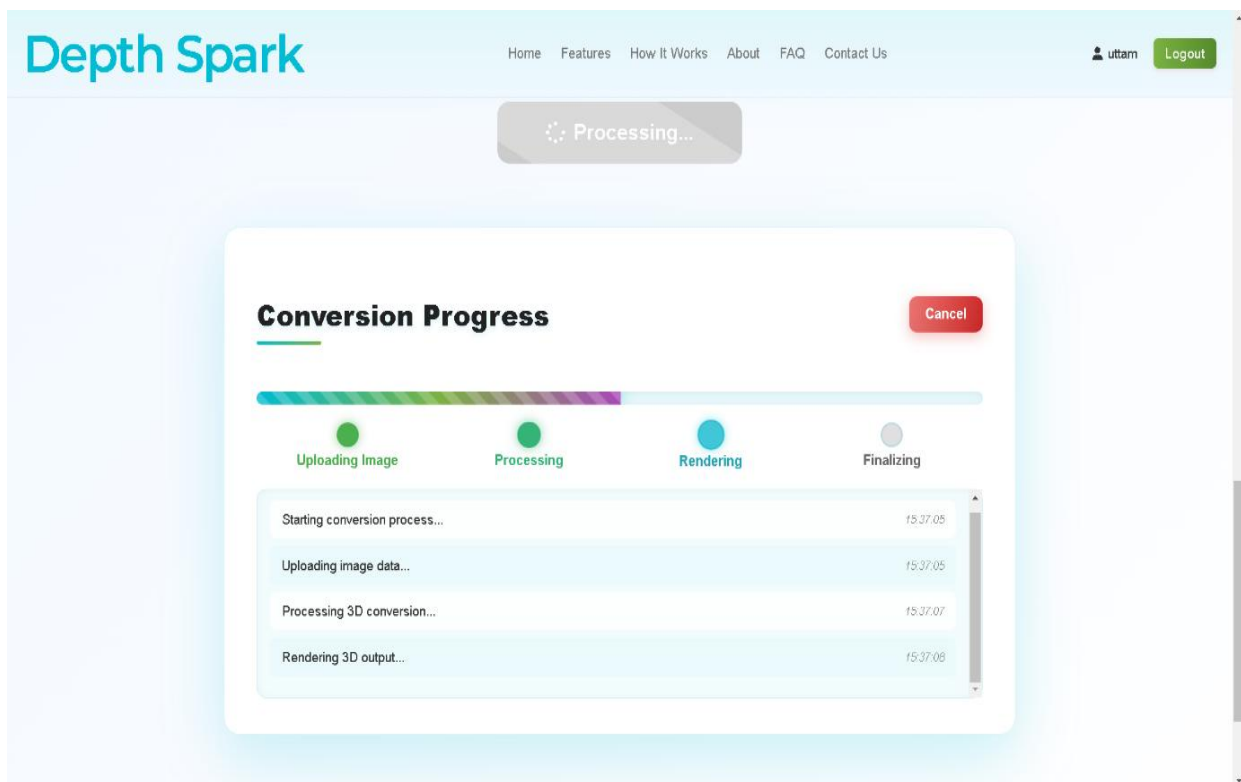 Depth Spark
Home Features How It Works About FAQ Contact Us
uttam Logout
Processing...
Conversion Progress
Cancel
Uploading Image Processing Rendering Finalizing
Starting conversion process... 15:37:05
Uploading image data... 15:37:05
Processing 3D conversion... 15:37:07
Rendering 3D output... 15:37:08